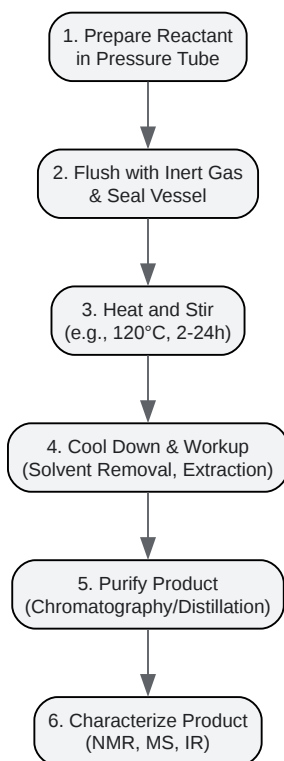 1. Prepare Reactant
in Pressure Tube
2. Flush with Inert Gas
& Seal Vessel
3. Heat and Stir
(e.g., 120°C, 2-24h)
4. Cool Down & Workup
(Solvent Removal, Extraction)
5. Purify Product
(Chromatography/Distillation)
6. Characterize Product
(NMR, MS, IR)